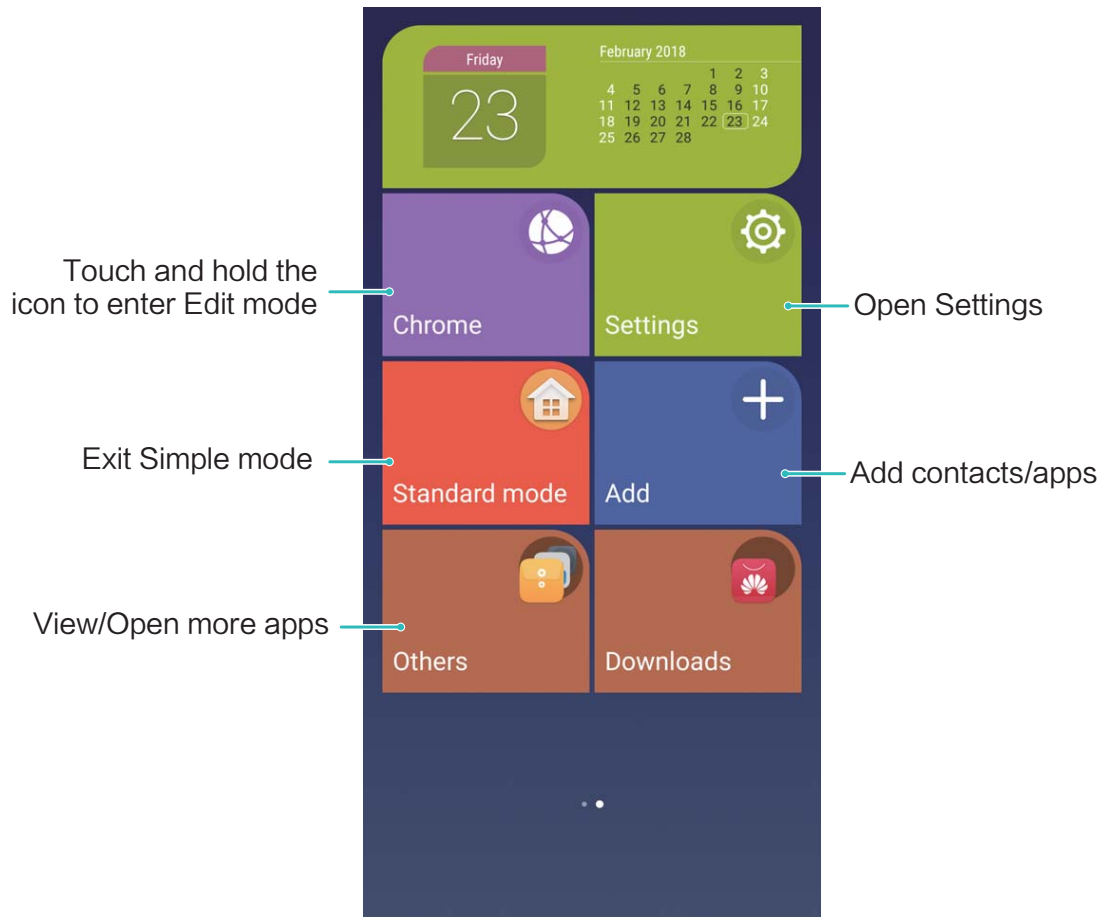 Friday
23
February 2018
1 2 3
4 5 6 7 8 9 10
11 12 13 14 15 16 17
18 19 20 21 22 23 24
25 26 27 28
Touch and hold the
icon to enter Edit mode
Chrome
Settings
Open Settings
Exit Simple mode
Standard mode
Add
Add contacts/apps
View/Open more apps
Others
Downloads